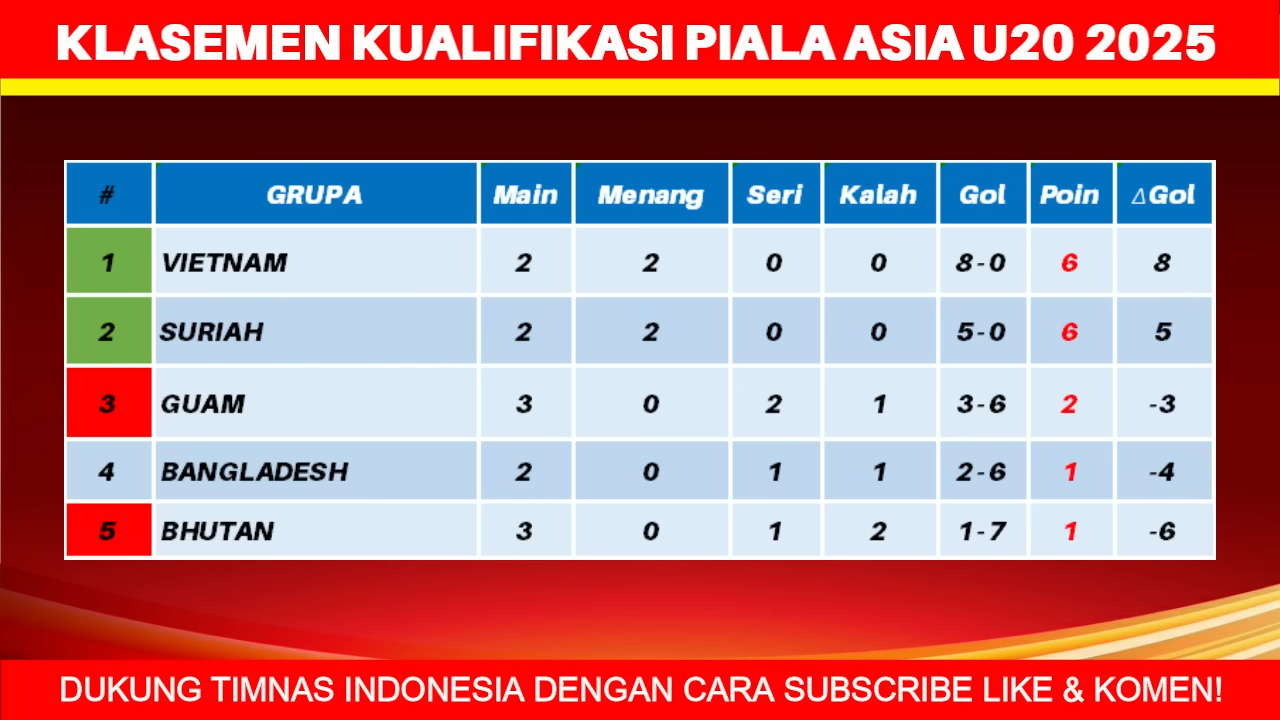 KLASEMEN KUALIFIKASI PIALA ASIA U20 2025
# GRUPA Main Menang Seri Kalah Gol Poin △Gol
1 VIETNAM 2 2 0 0 8-0 6 8
2 SURIAH 2 2 0 0 5-0 6 5
3 GUAM 3 0 2 1 3-6 2 -3
4 BANGLADESH 2 0 1 1 2-6 1 -4
5 BHUTAN 3 0 1 2 1-7 1 -6
DUKUNG TIMNAS INDONESIA DENGAN CARA SUBSCRIBE LIKE & KOMEN!